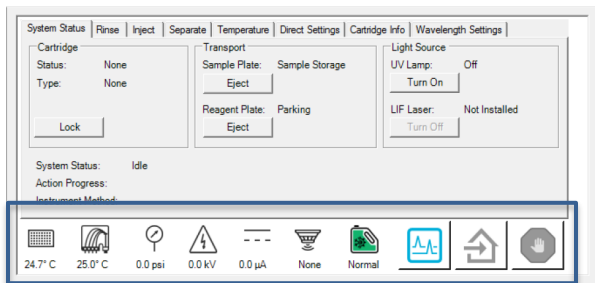 System Status Rinse Inject Separate Temperature Direct Settings Cartridge Info Wavelength Settings
Cartridge Transport Light Source
Status: None Sample Plate: Sample Storage UV Lamp: Off
Type: None Eject Turn On
Reagent Plate: Parking LIF Laser: Not Installed
Lock Eject Turn Off
System Status: Idle
Action Progress:
Instrument Method:
24.7° C 25.0° C 0.0 psi 0.0 kV 0.0 µA None Normal